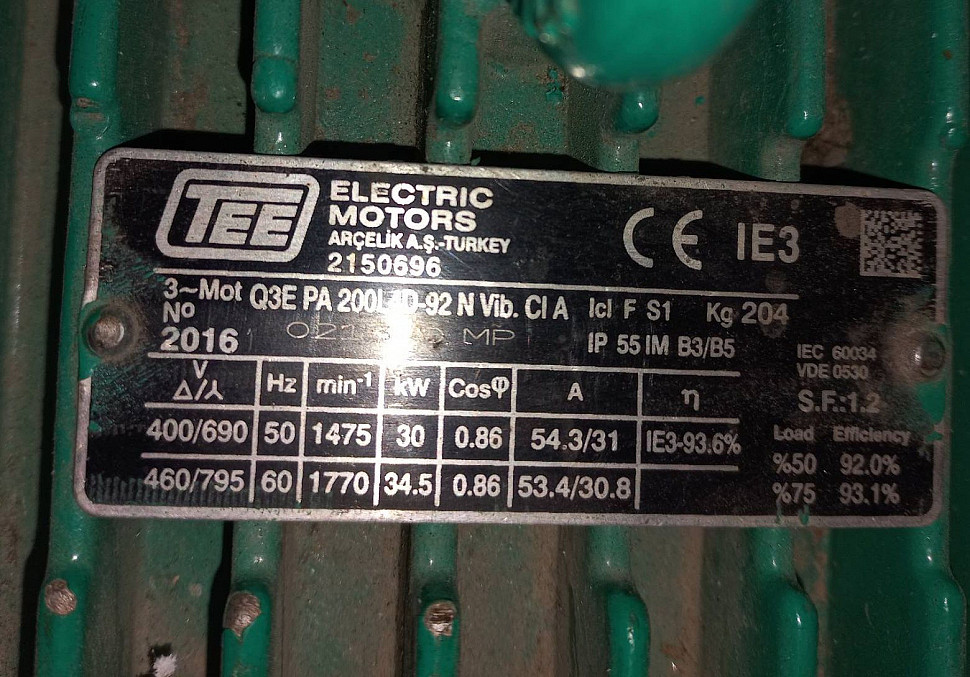 TEE
ELECTRIC
MOTORS
ARÇELİK A.Ş.-TURKEY
2150696
CE IE3
3~Mot Q3E PA 200L 4D-92 N Vib. Cl A Icl F S1 Kg 204
No
2016 MP IP 55 IM B3/B5
IEC 60034
VDE 0530
S.F.:1.2
V
Δ/⅄ Hz min⁻¹ kW Cosφ A η
400/690 50 1475 30 0.86 54.3/31 IE3-93.6%
460/795 60 1770 34.5 0.86 53.4/30.8
Load Efficiency
%50 92.0%
%75 93.1%